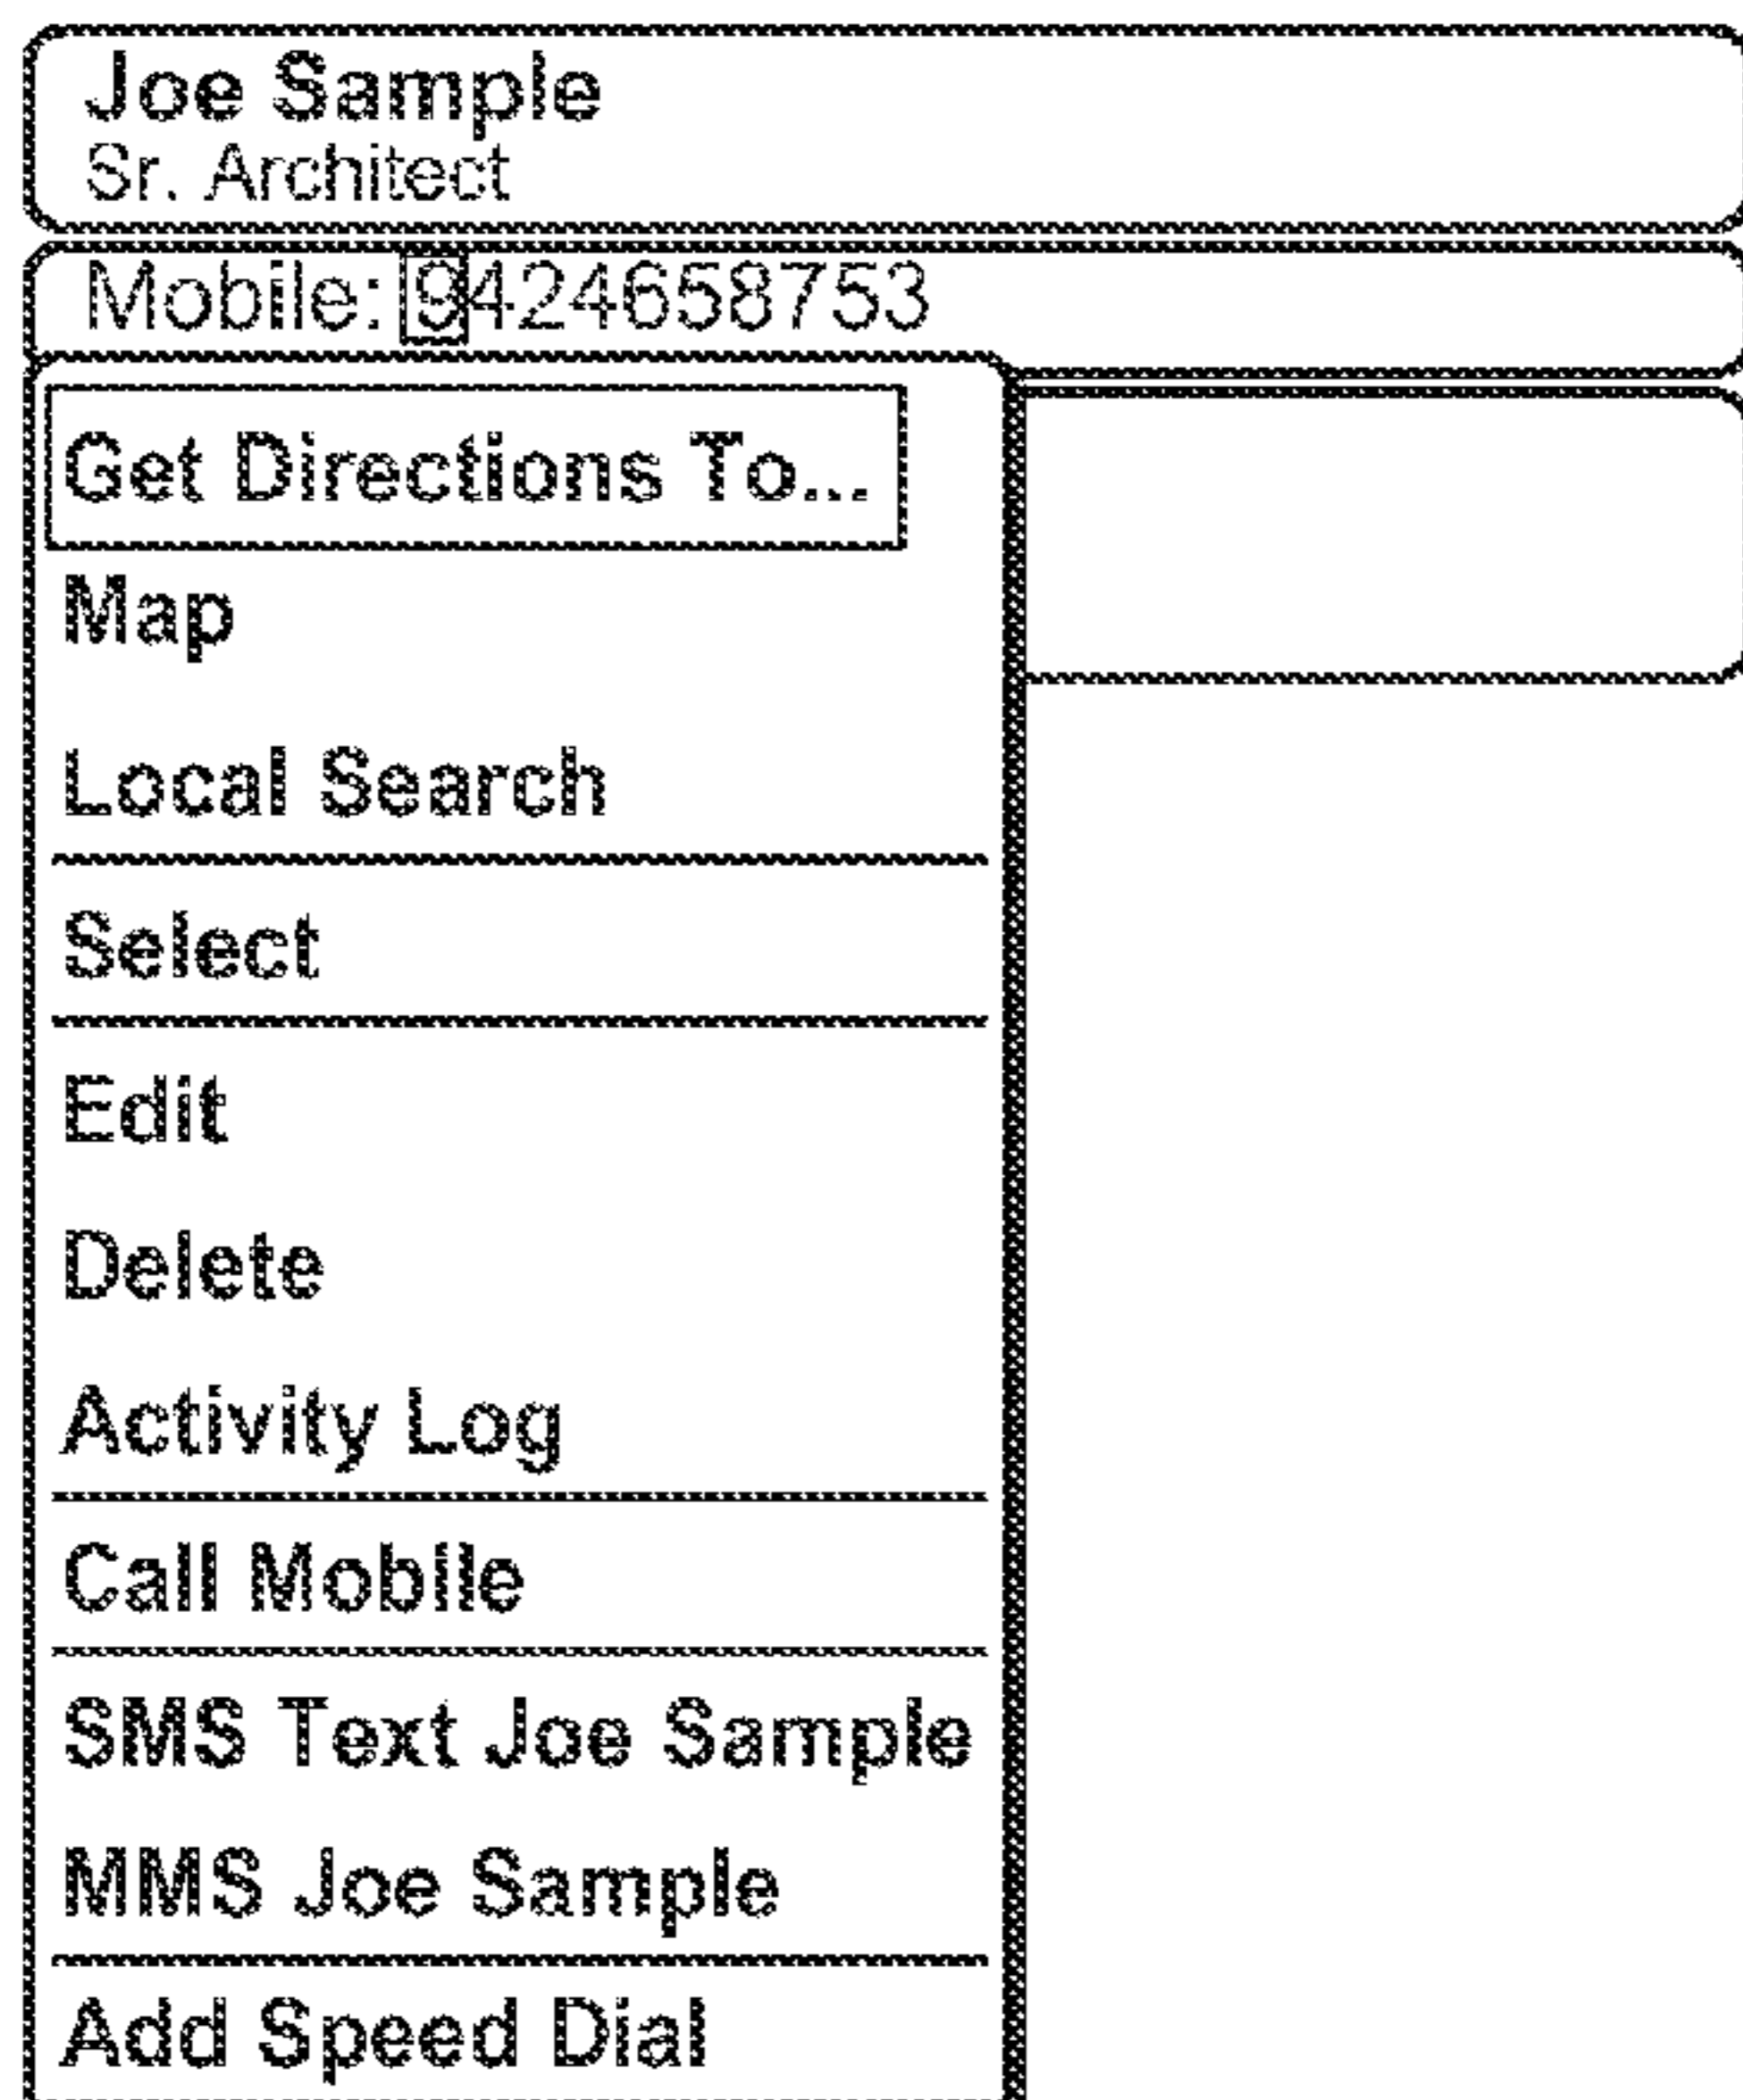 Joe Sample
Sr. Architect
Mobile: 9424658753
Get Directions To...
Map
Local Search
Select
Edit
Delete
Activity Log
Call Mobile
SMS Text Joe Sample
MMS Joe Sample
Add Speed Dial